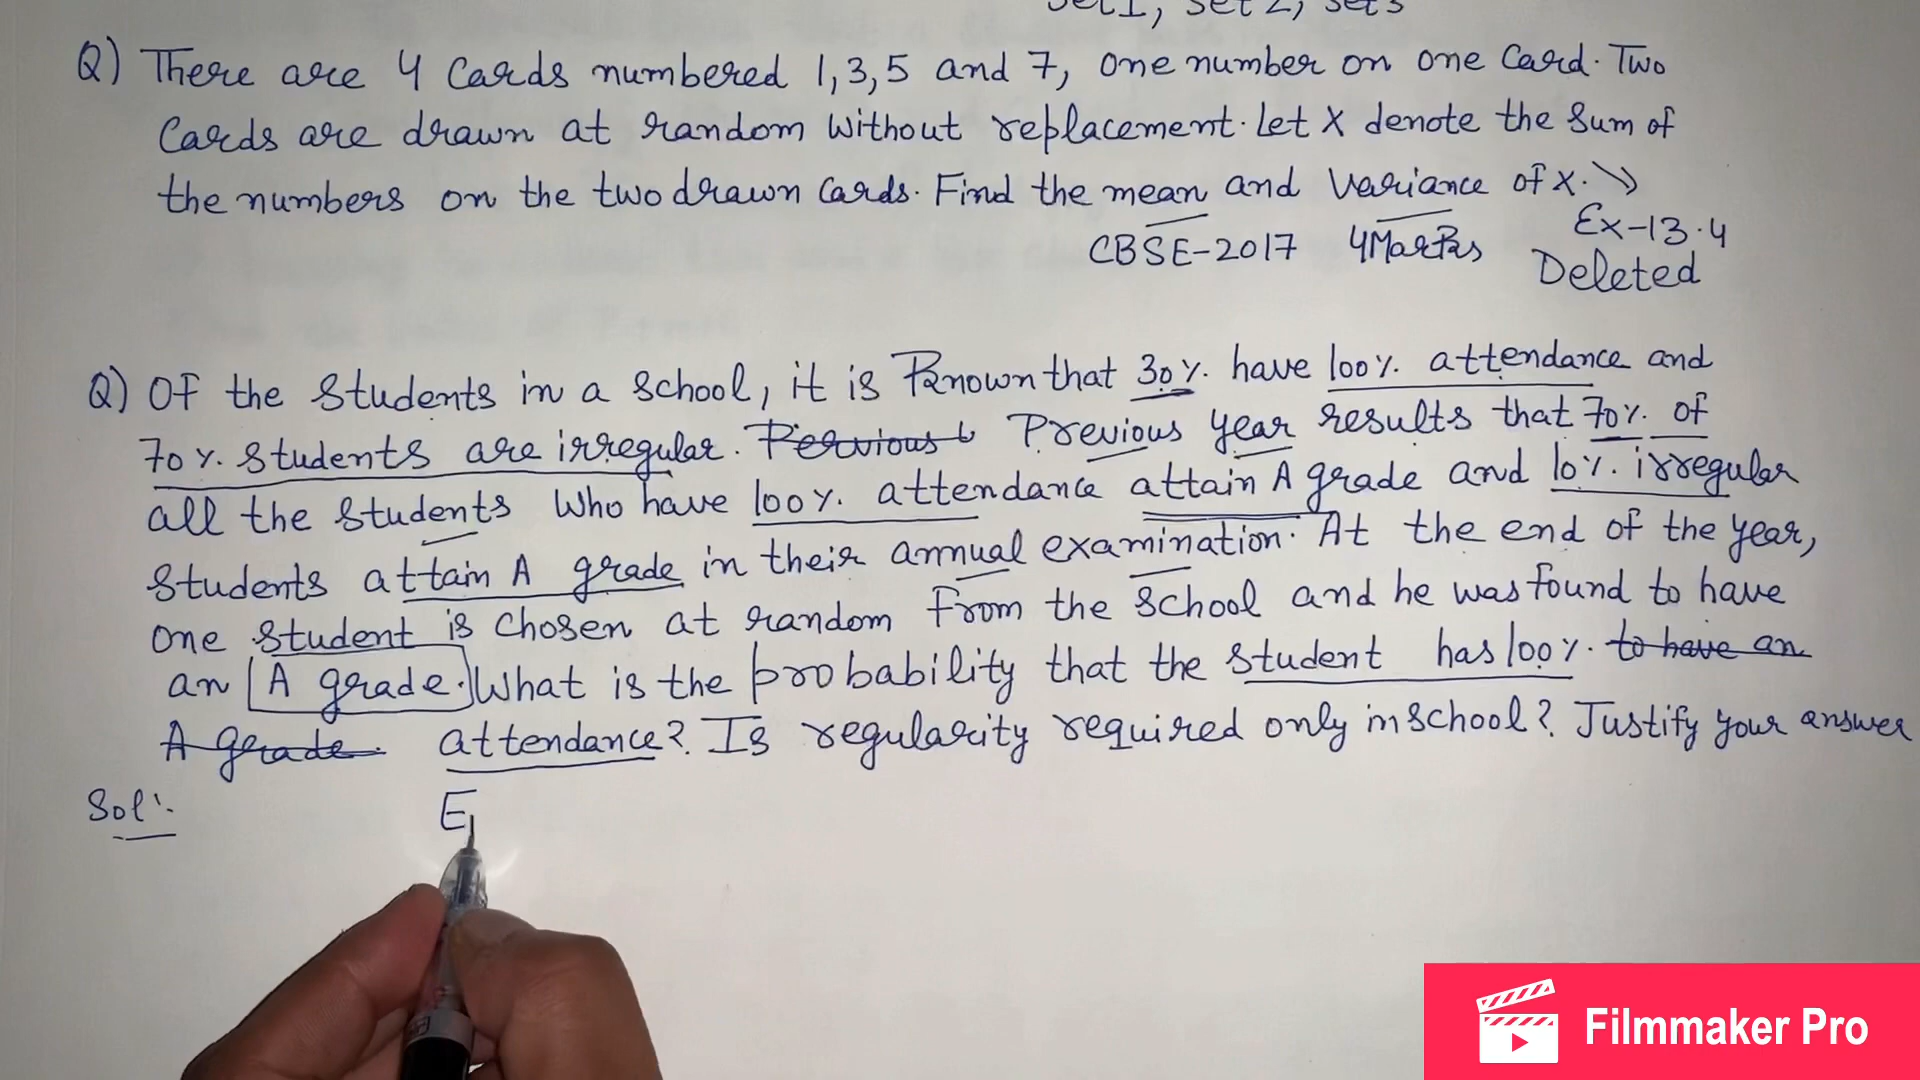 Set1, Set2, Set3
Q) There are 4 Cards numbered 1,3,5 and 7, one number on one Card. Two
Cards are drawn at random without replacement. Let X denote the Sum of
the numbers on the two drawn Cards. Find the mean and Variance of x. →
CBSE-2017 4Marks Ex-13.4
Deleted
Q) OF the Students in a School, it is Known that 30%. have 100%. attendance and
70%. Students are irregular. Pervious Previous year results that 70%. of
all the Students Who have 100%. attendance attain A grade and 10%. irregular
Students attain A grade in their annual examination. At the end of the year,
one Student is Chosen at random From the School and he was found to have
an A grade. What is the probability that the Student has 100%. to have an
A grade attendance? Is regularity required only in School? Justify your answer
Sol:- E1
Filmmaker Pro